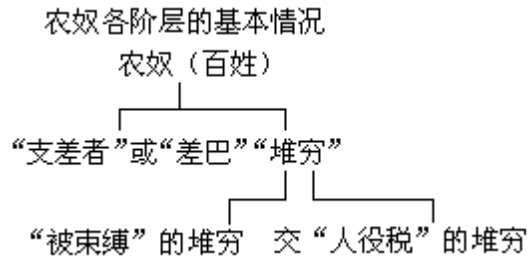 农奴各阶层的基本情况
农奴（百姓）
“支差者”或“差巴”“堆穷”
“被束缚”的堆穷 交“人役税”的堆穷